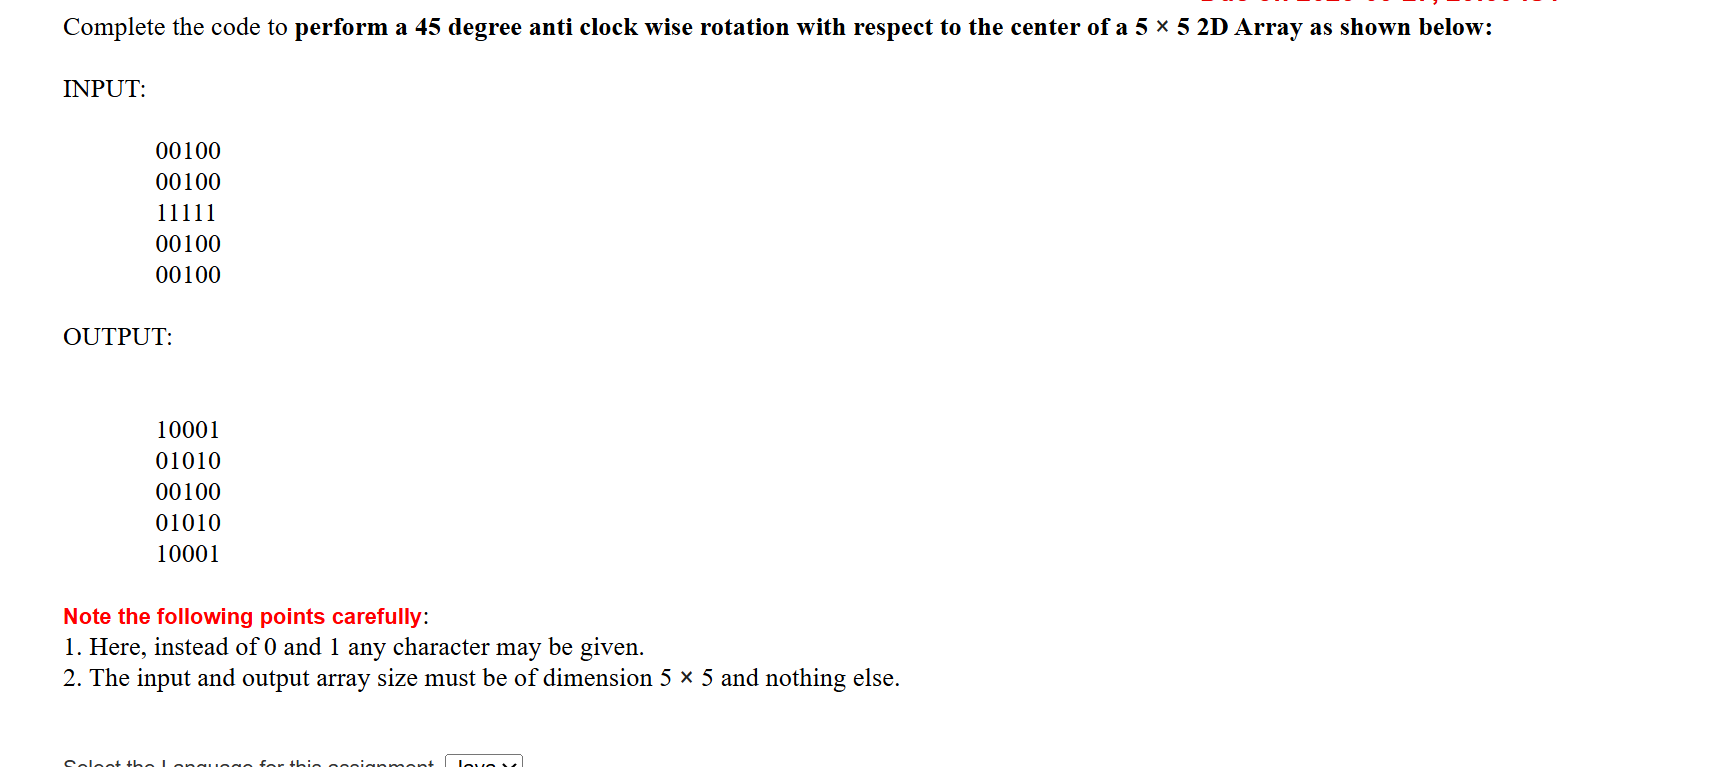 Complete the code to perform a 45 degree anti clock wise rotation with respect to the center of a 5 × 5 2D Array as shown below:
INPUT:
00100
00100
11111
00100
00100
OUTPUT:
10001
01010
00100
01010
10001
Note the following points carefully:
1. Here, instead of 0 and 1 any character may be given.
2. The input and output array size must be of dimension 5 × 5 and nothing else.
Select the Language for this assignment. Java